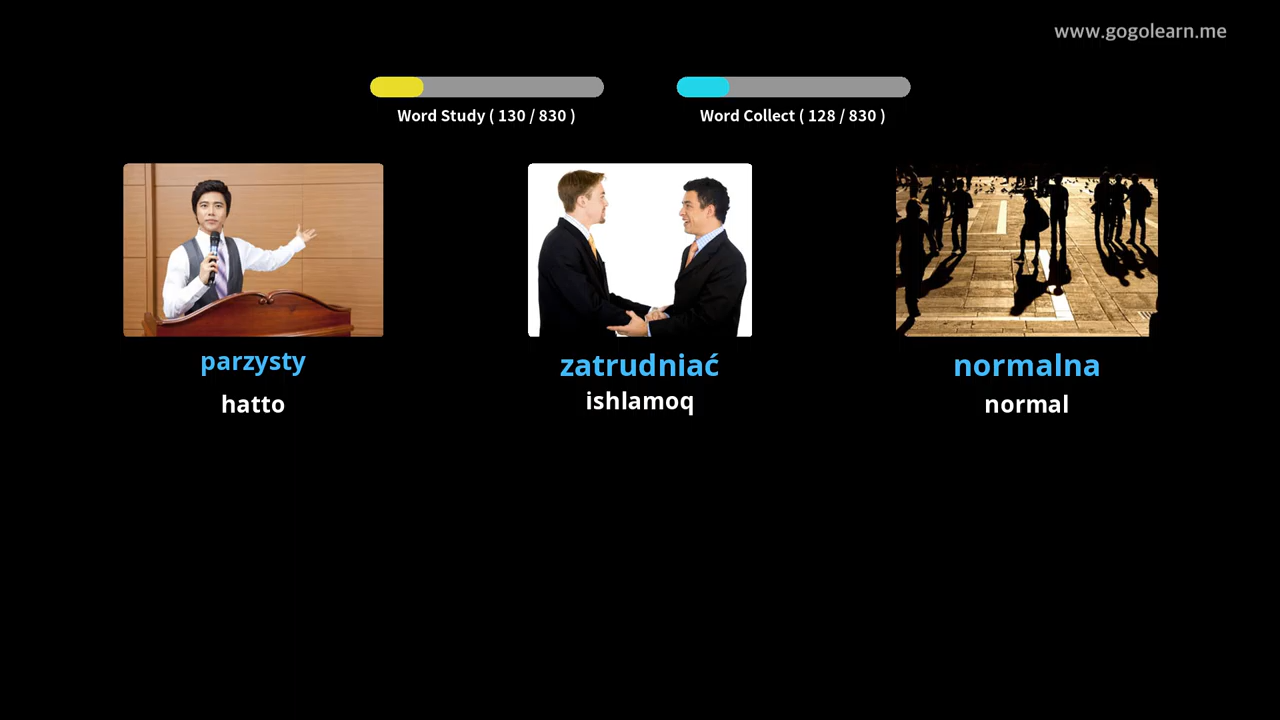 www.gogolearn.me
Word Study ( 130 / 830 )
Word Collect ( 128 / 830 )
parzysty
hatto
zatrudniać
ishlamoq
normalna
normal